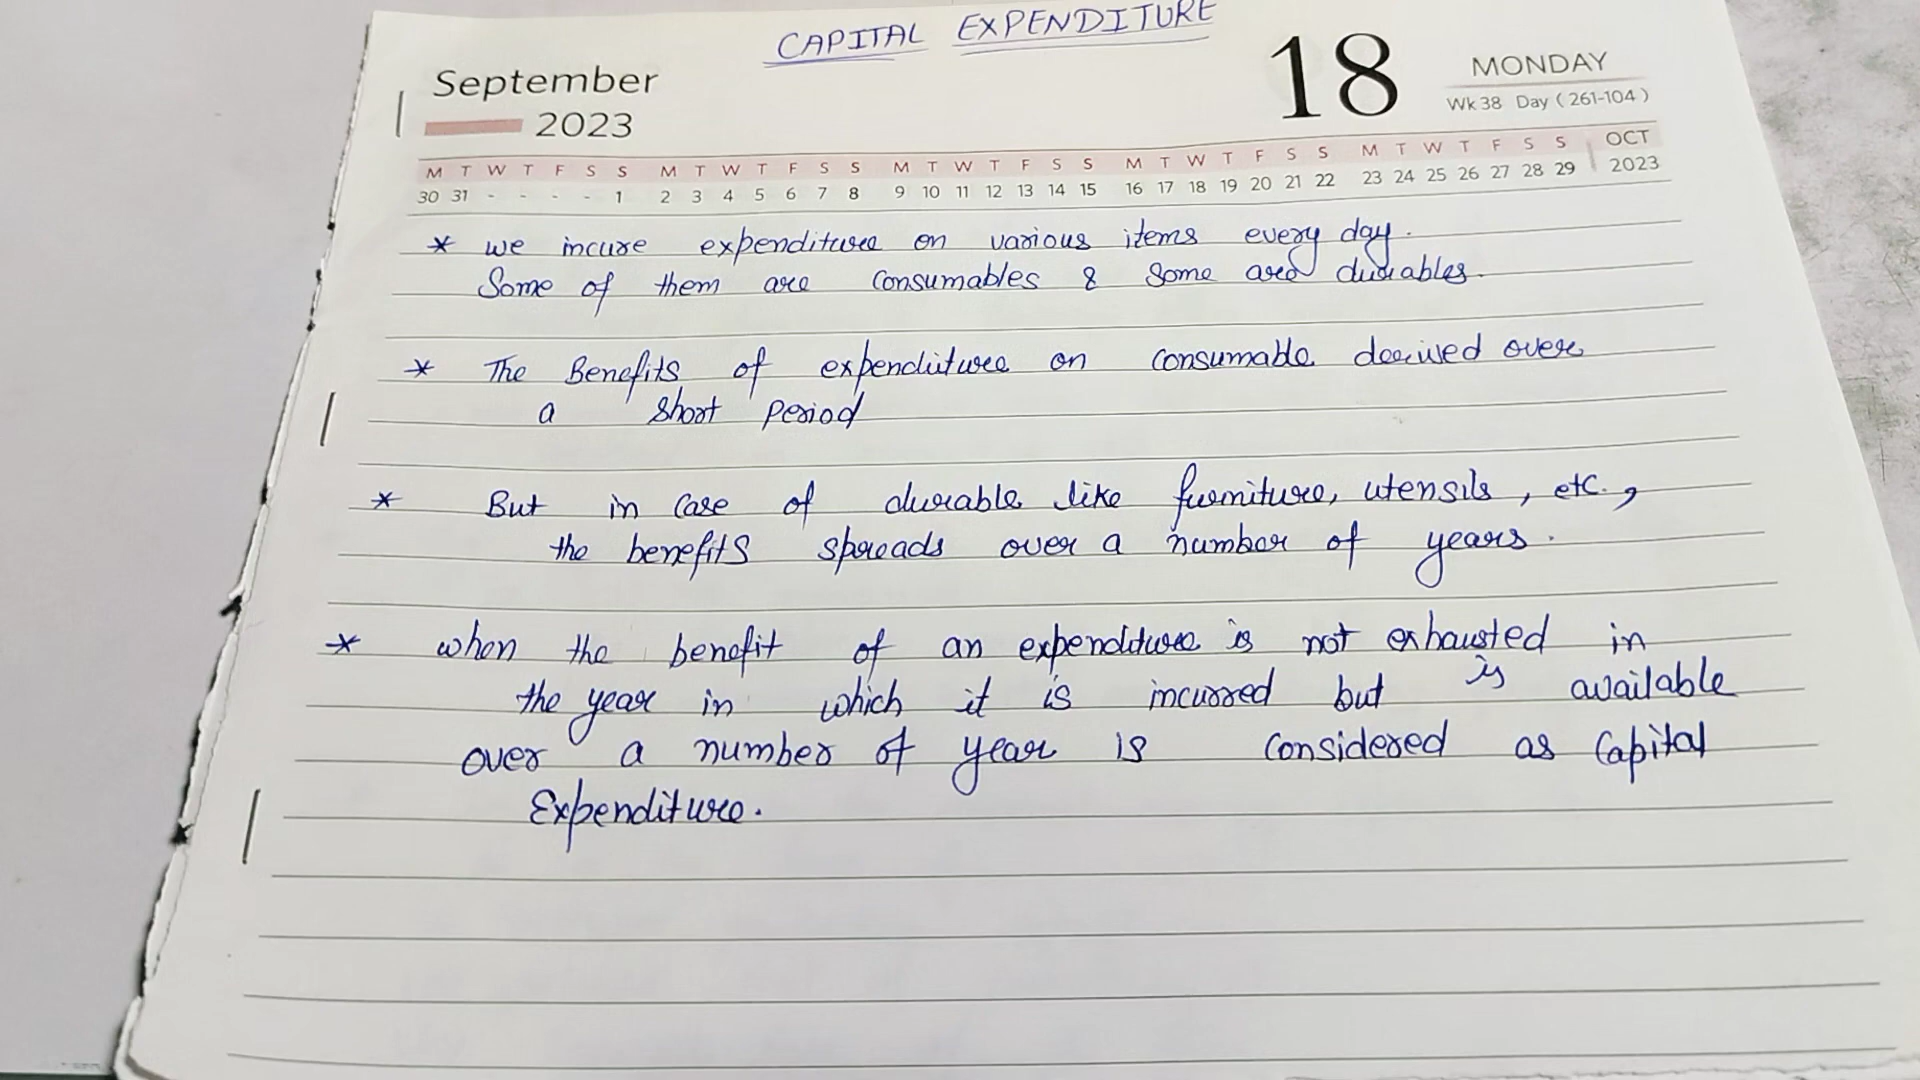 CAPITAL EXPENDITURE
September 18 MONDAY
2023 Wk 38 Day (261-104)
M T W T F S S M T W T F S S M T W T F S S M T W T F S S M T W T F S S OCT
30 31 - - - - 1 2 3 4 5 6 7 8 9 10 11 12 13 14 15 16 17 18 19 20 21 22 23 24 25 26 27 28 29 2023
* we incure expenditure on various items every day.
Some of them are consumables & some are durables.
* The Benefits of expenditure on consumable derived over
a short period
* But in case of durable like furniture, utensils, etc.,
the benefits spreads over a number of years.
* when the benefit of an expenditure is not exhausted in
the year in which it is incurred but is available
over a number of year is considered as Capital
Expenditure.